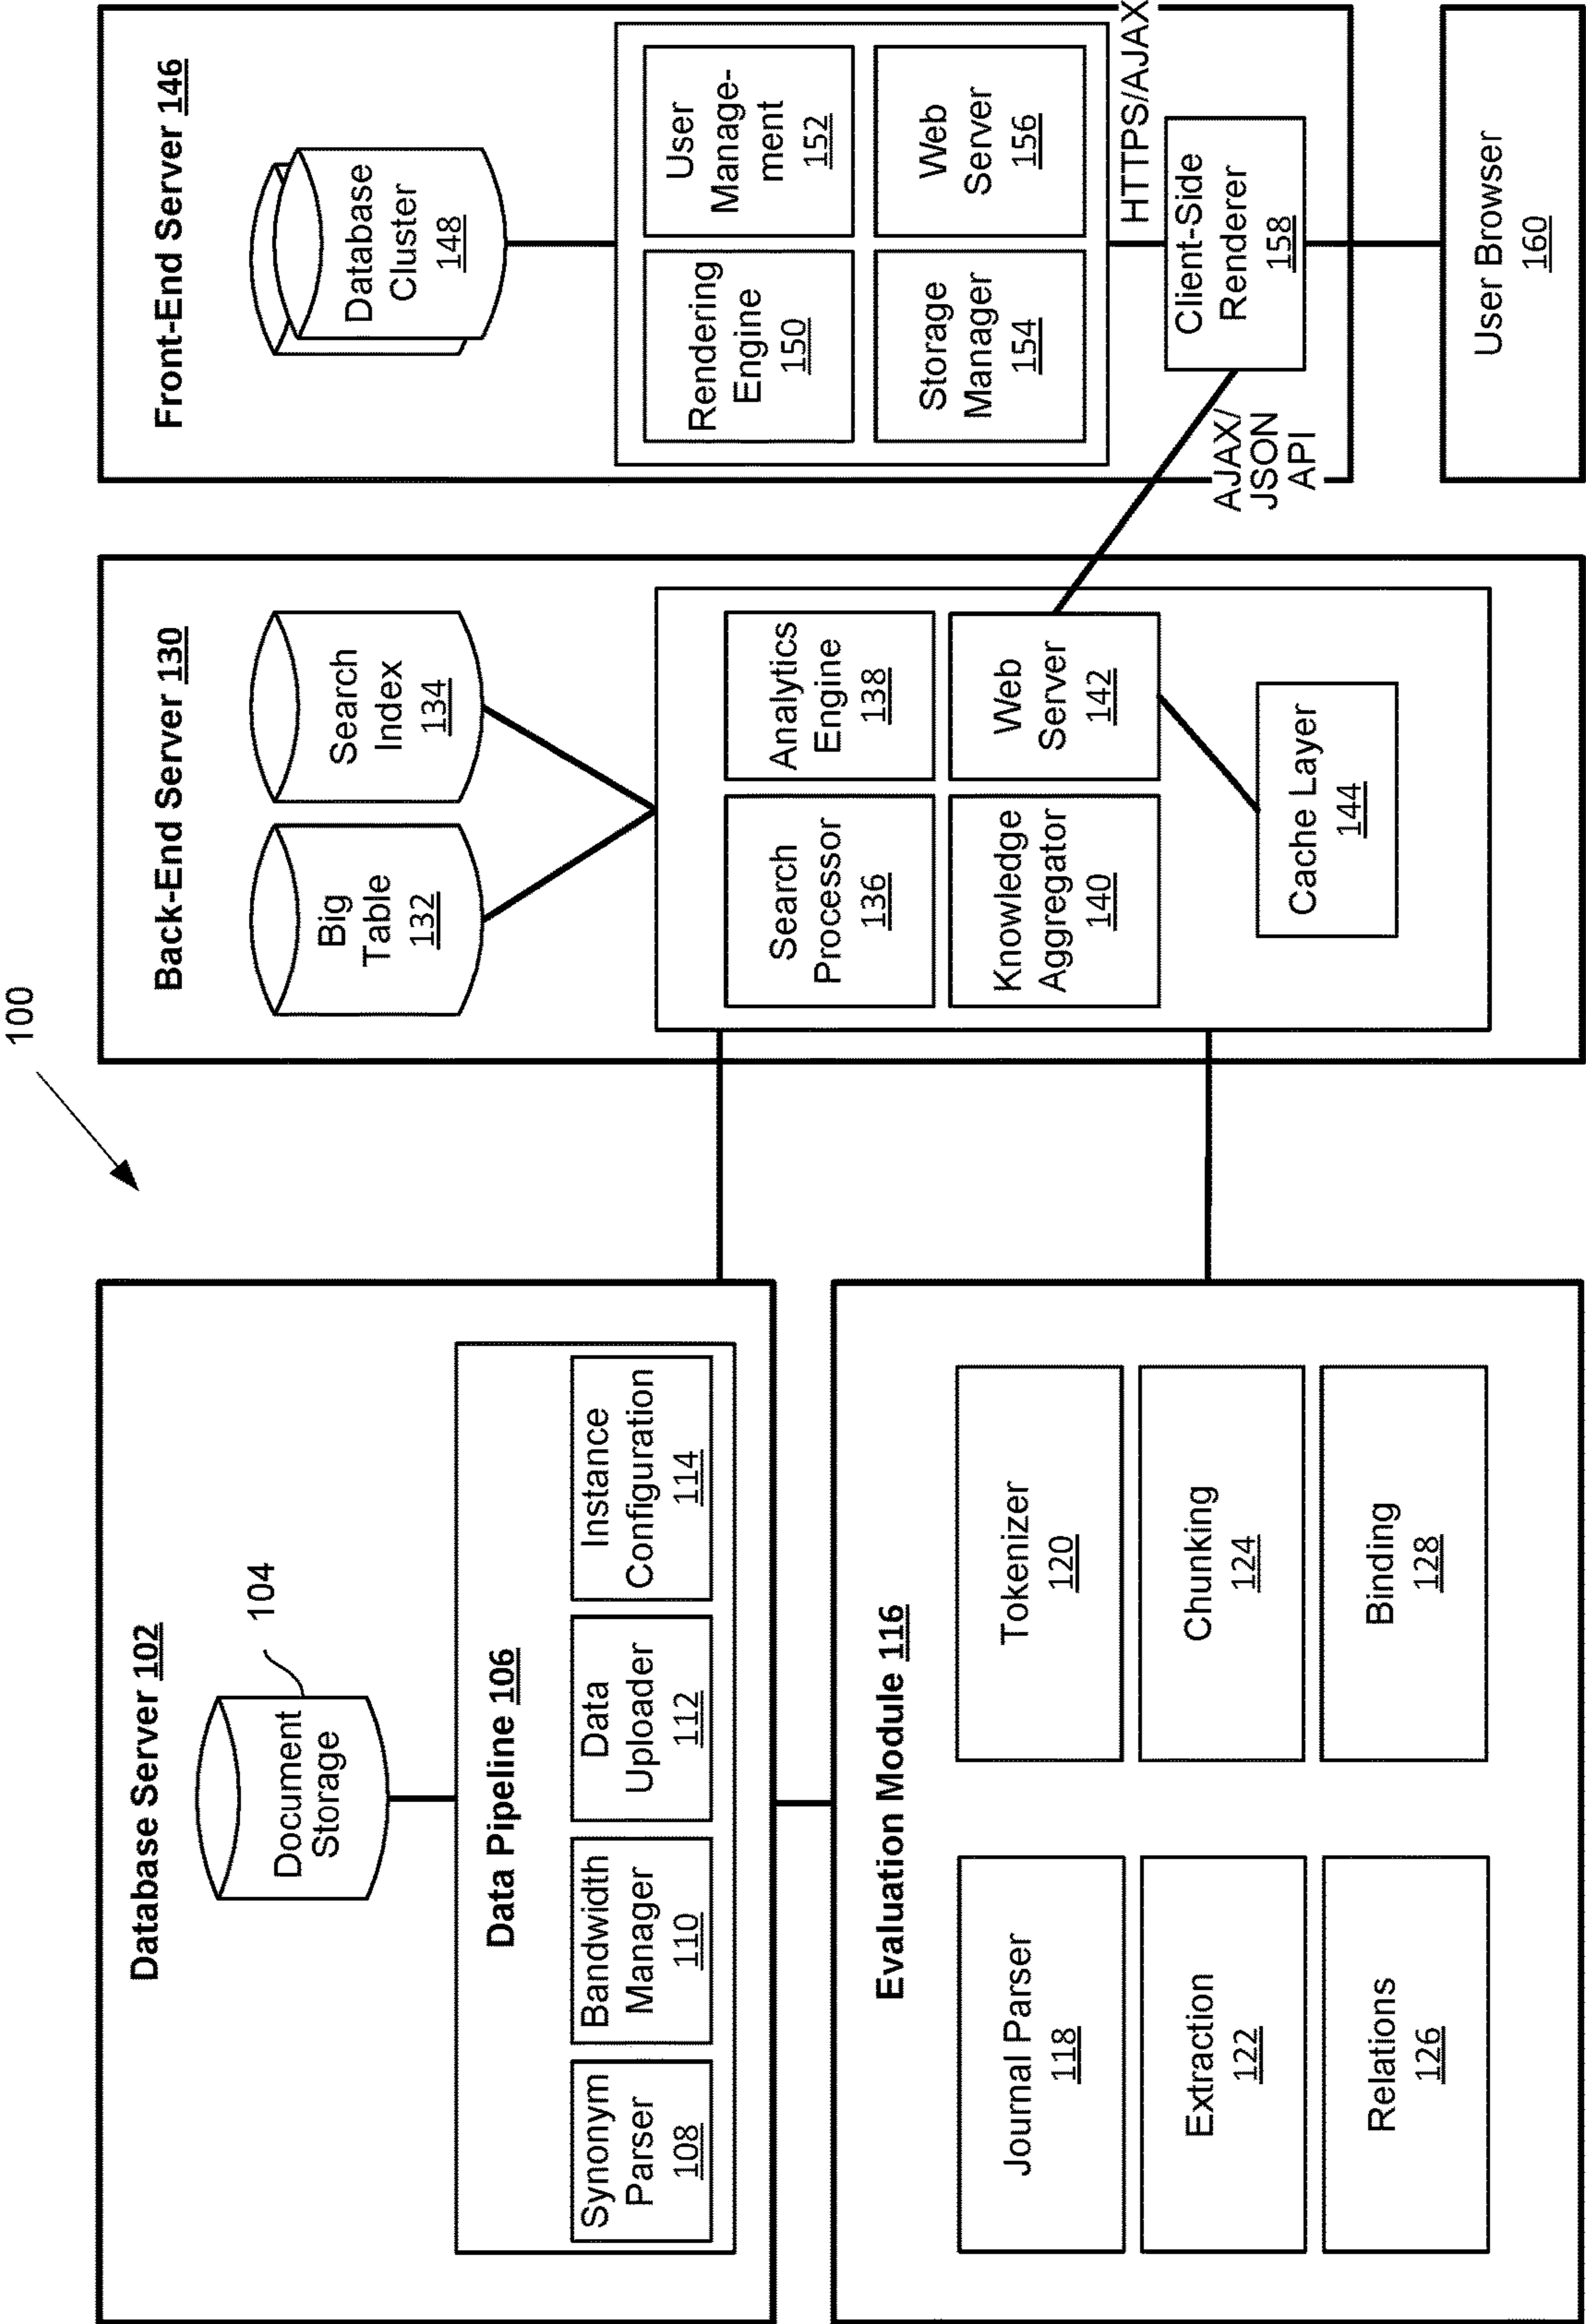 100
Database Server 102
Document
Storage
104
Data Pipeline 106
Synonym
Parser
108
Bandwidth
Manager
110
Data
Uploader
112
Instance
Configuration
114
Evaluation Module 116
Journal Parser
118
Tokenizer
120
Extraction
122
Chunking
124
Relations
126
Binding
128
Back-End Server 130
Big
Table
132
Search
Index
134
Search
Processor
136
Analytics
Engine
138
Knowledge
Aggregator
140
Web
Server
142
Cache Layer
144
Front-End Server 146
Database
Cluster
148
Rendering
Engine
150
User
Manage-
ment
152
Storage
Manager
154
Web
Server
156
HTTPS/AJAX
AJAX/
JSON
API
Client-Side
Renderer
158
User Browser
160